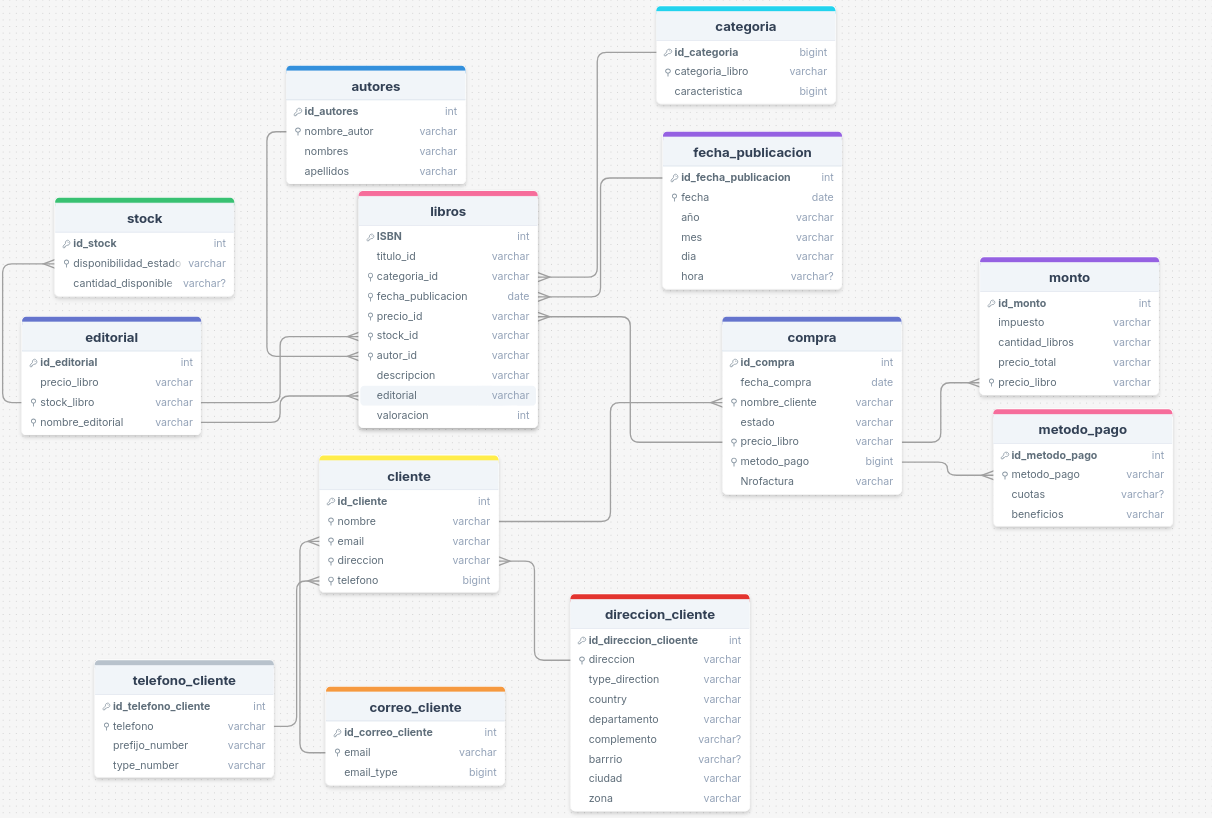 categoria
id_categoria bigint
categoria_libro varchar
caracteristica bigint
autores
id_autores int
nombre_autor varchar
nombres varchar
apellidos varchar
fecha_publicacion
id_fecha_publicacion int
fecha date
año varchar
mes varchar
dia varchar
hora varchar?
stock
id_stock int
disponibilidad_estado varchar
cantidad_disponible varchar?
libros
ISBN int
titulo_id varchar
categoria_id varchar
fecha_publicacion date
precio_id varchar
stock_id varchar
autor_id varchar
descripcion varchar
editorial varchar
valoracion int
monto
id_monto int
impuesto varchar
cantidad_libros varchar
precio_total varchar
precio_libro varchar
editorial
id_editorial int
precio_libro varchar
stock_libro varchar
nombre_editorial varchar
compra
id_compra int
fecha_compra date
nombre_cliente varchar
estado varchar
precio_libro varchar
metodo_pago bigint
Nrofactura varchar
metodo_pago
id_metodo_pago int
metodo_pago varchar
cuotas varchar?
beneficios varchar
cliente
id_cliente int
nombre varchar
email varchar
direccion varchar
telefono bigint
direccion_cliente
id_direccion_clioente int
direccion varchar
type_direction varchar
country varchar
departamento varchar
complemento varchar?
barrrio varchar?
ciudad varchar
zona varchar
telefono_cliente
id_telefono_cliente int
telefono varchar
prefijo_number varchar
type_number varchar
correo_cliente
id_correo_cliente int
email varchar
email_type bigint